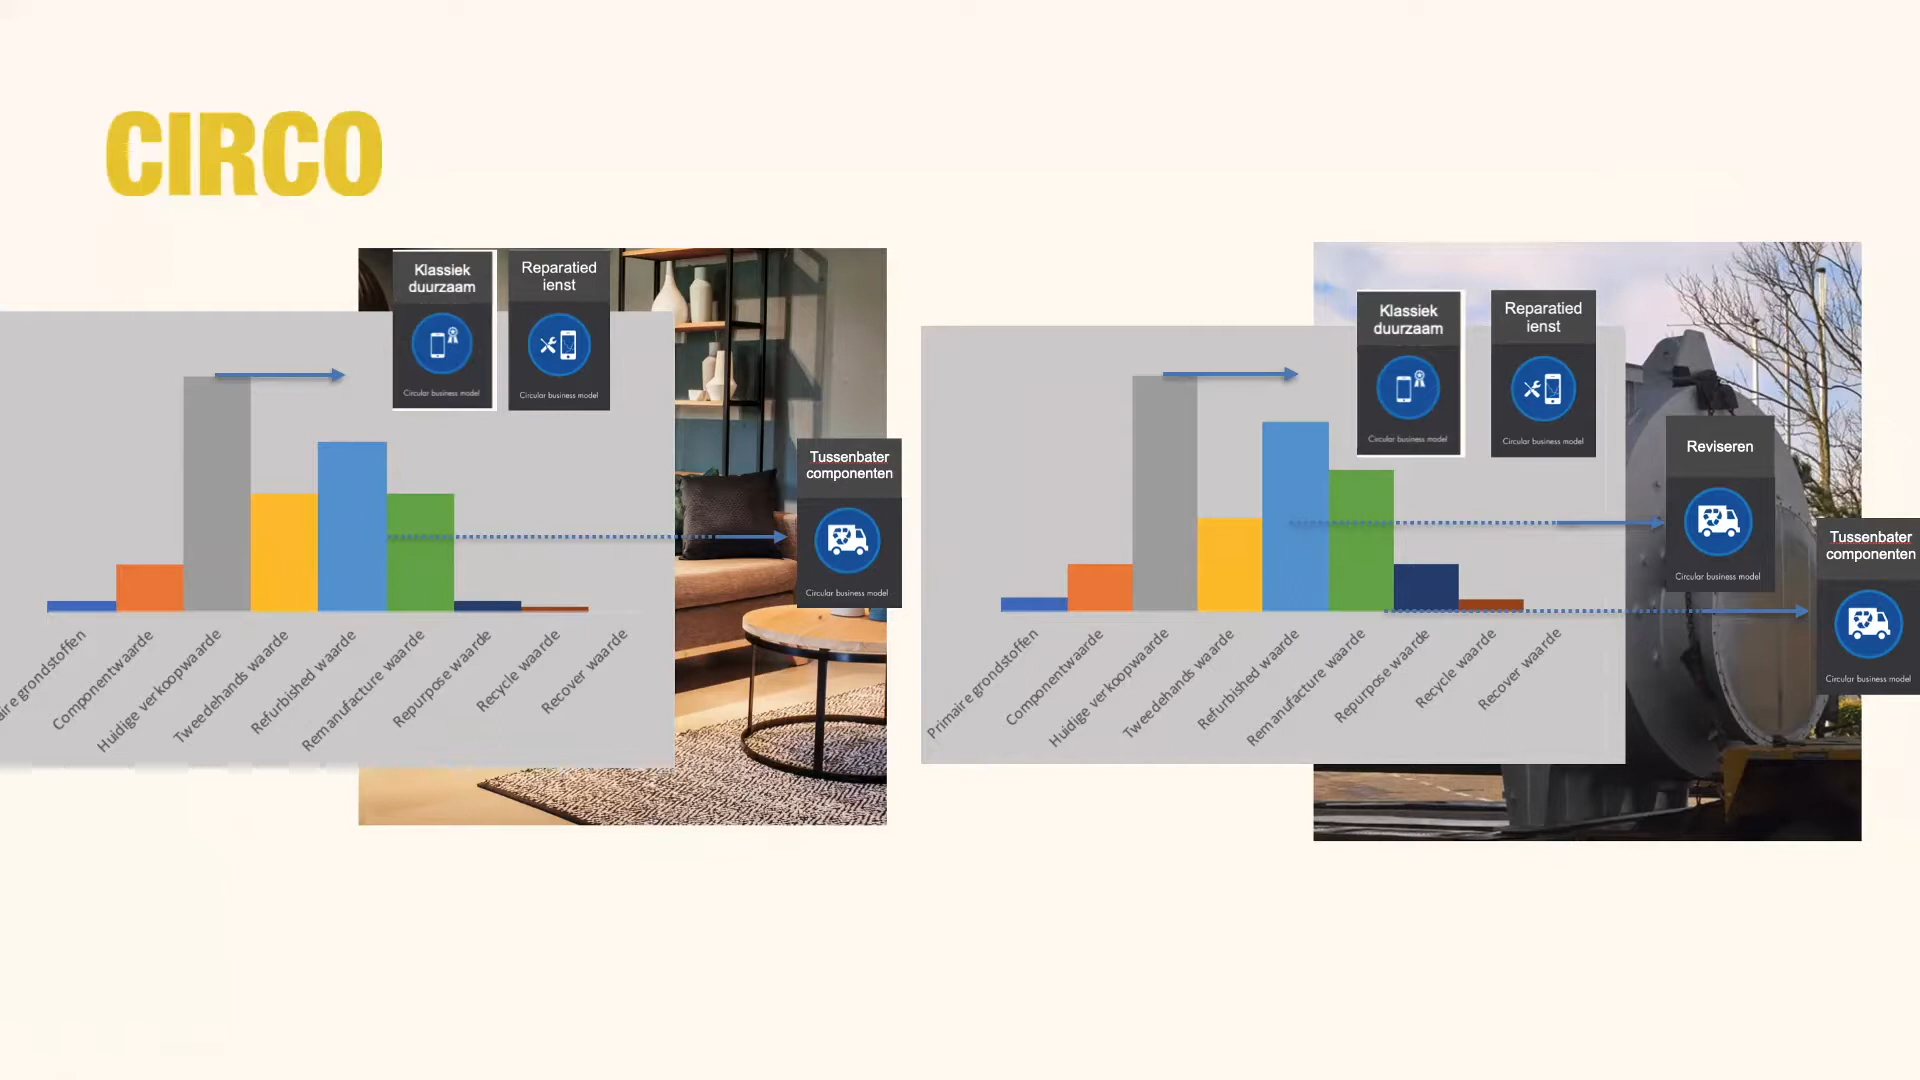 CIRCO
Klassiek
duurzaam
Circular business model
Reparatied
ienst
Circular business model
Tussenbater
componenten
Circular business model
grondstoffen
Componentwaarde
Huidige verkoopwaarde
Tweedehands waarde
Refurbished waarde
Remanufacture waarde
Repurpose waarde
Recycle waarde
Recover waarde
Klassiek
duurzaam
Circular business model
Reparatied
ienst
Circular business model
Reviseren
Circular business model
Tussenbater
componenten
Circular business model
Primaire grondstoffen
Componentwaarde
Huidige verkoopwaarde
Tweedehands waarde
Refurbished waarde
Remanufacture waarde
Repurpose waarde
Recycle waarde
Recover waarde